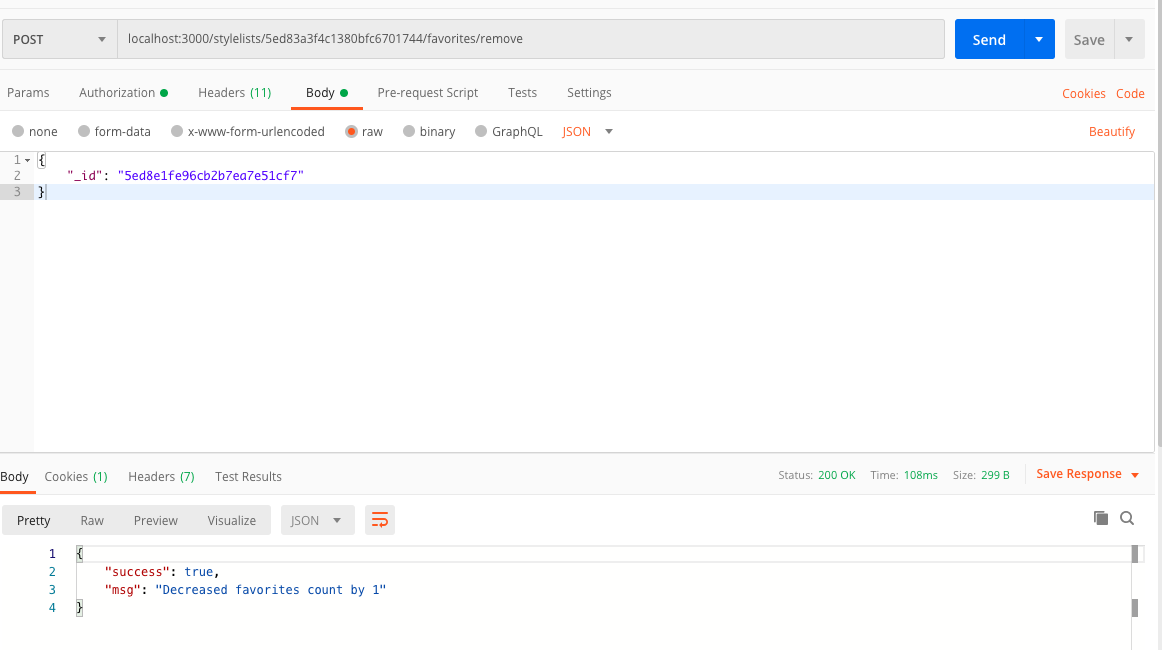 POST localhost:3000/stylelists/5ed83a3f4c1380bfc6701744/favorites/remove Send Save
Params Authorization Headers (11) Body Pre-request Script Tests Settings Cookies Code
none form-data x-www-form-urlencoded raw binary GraphQL JSON Beautify
1 {
2 "_id": "5ed8e1fe96cb2b7ea7e51cf7"
3 }
Body Cookies (1) Headers (7) Test Results Status: 200 OK Time: 108ms Size: 299 B Save Response
Pretty Raw Preview Visualize JSON
1 {
2 "success": true,
3 "msg": "Decreased favorites count by 1"
4 }